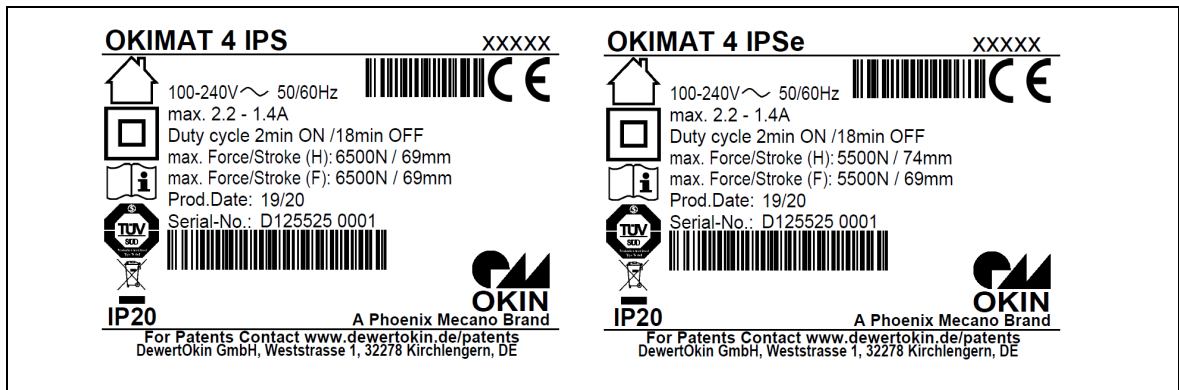 OKIMAT 4 IPS xxxxx
CE
100-240V 50/60Hz
max. 2.2 - 1.4A
Duty cycle 2min ON /18min OFF
max. Force/Stroke (H): 6500N / 69mm
max. Force/Stroke (F): 6500N / 69mm
Prod.Date: 19/20
Serial-No.: D125525 0001
TÜV
SÜD
OKIN
IP20
A Phoenix Mecano Brand
For Patents Contact www.dewertokin.de/patents
DewertOkin GmbH, Weststrasse 1, 32278 Kirchlengern, DE
OKIMAT 4 IPSe xxxxx
CE
100-240V 50/60Hz
max. 2.2 - 1.4A
Duty cycle 2min ON /18min OFF
max. Force/Stroke (H): 5500N / 74mm
max. Force/Stroke (F): 5500N / 69mm
Prod.Date: 19/20
Serial-No.: D125525 0001
TÜV
SÜD
OKIN
IP20
A Phoenix Mecano Brand
For Patents Contact www.dewertokin.de/patents
DewertOkin GmbH, Weststrasse 1, 32278 Kirchlengern, DE